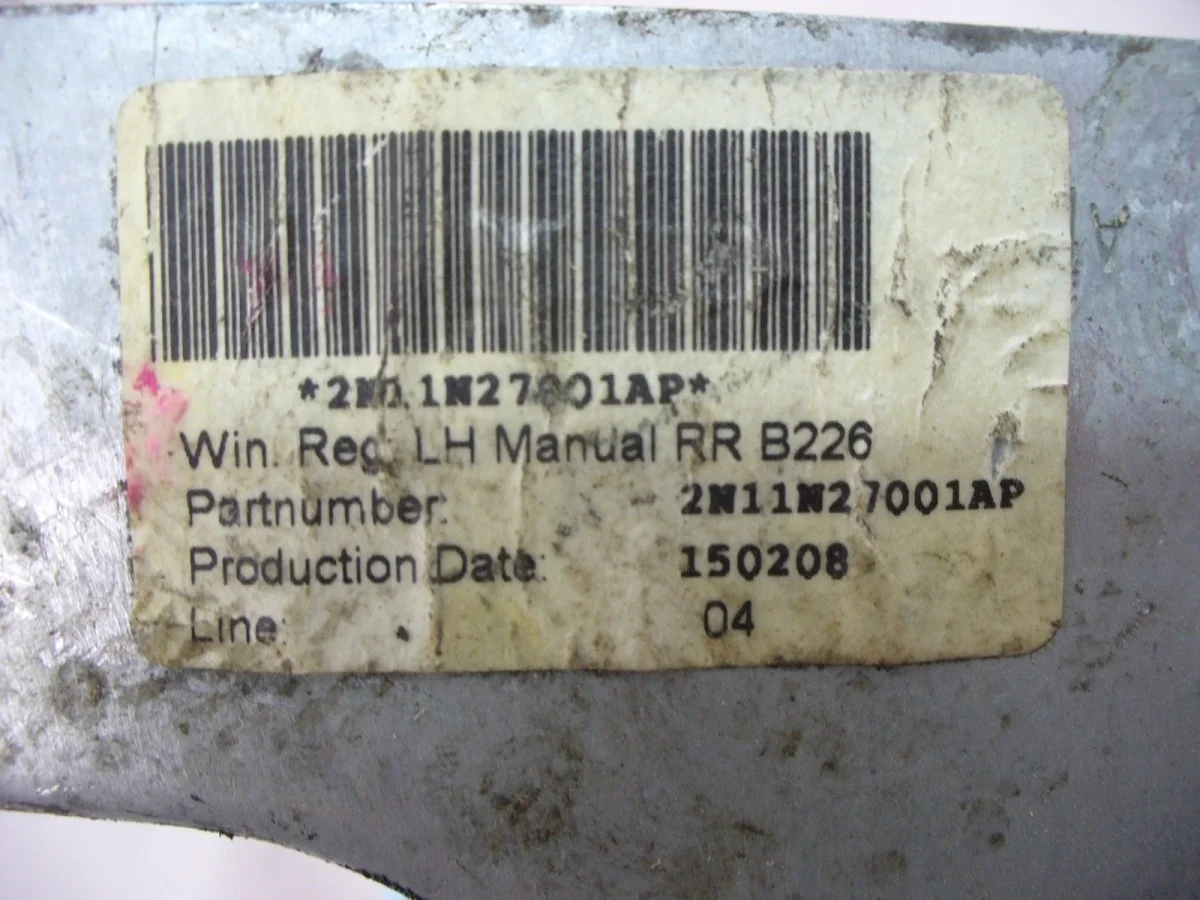 *2N11N27001AP*
Win. Reg. LH Manual RR B226
Partnumber: 2N11N27001AP
Production Date: 150208
Line: 04